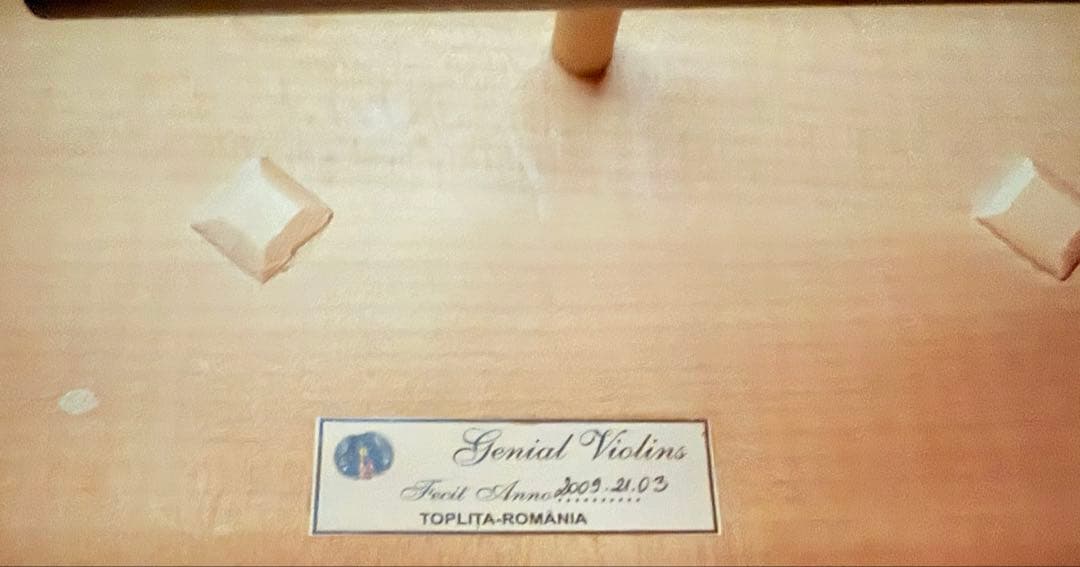 Genial Violins
Fecit Anno 2009.21.03
TOPLIȚA-ROMÂNIA